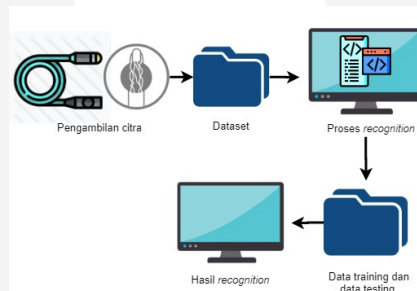 Pengambilan citra
Dataset
Proses recognition
Hasil recognition
Data training dan
data testing